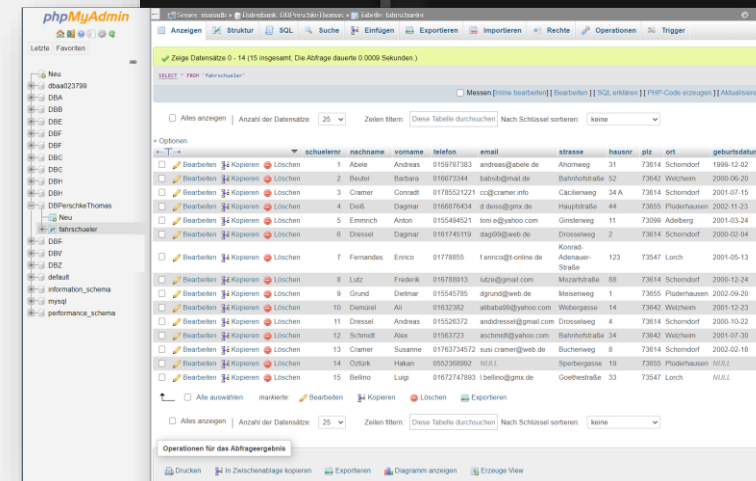 phpMyAdmin
Letzte Favoriten
Neu
dbaa023799
DBA
DBB
DBE
DBF
DBF
DBC
DBC
DBH
DBH
DBPerschkeThomas
Neu
fahrschueler
DBF
DBV
DBZ
default
information_schema
mysql
performance_schema
Server: mariadb » Datenbank: DBPerschkeThomas » Tabelle: fahrschueler
Anzeigen Struktur SQL Suche Einfügen Exportieren Importieren Rechte Operationen Trigger
Zeige Datensätze 0 - 14 (15 insgesamt, Die Abfrage dauerte 0.0009 Sekunden.)
SELECT * FROM `fahrschueler`
Messen [Inline bearbeiten] [ Bearbeiten ] [ SQL erklären ] [ PHP-Code erzeugen ] [ Aktualisiere
Alles anzeigen | Anzahl der Datensätze: 25 Zeilen filtern: Diese Tabelle durchsuchen Nach Schlüssel sortieren: keine
+ Optionen
schuelernr nachname vorname telefon email strasse hausnr plz ort geburtsdatum
Bearbeiten Kopieren Löschen 1 Abele Andreas 0159787383 andreas@abele.de Ahornweg 31 73614 Schorndorf 1999-12-02
Bearbeiten Kopieren Löschen 2 Beutel Barbara 016673344 babsib@mail.de Bahnhofstraße 52 73642 Welzheim 2000-06-20
Bearbeiten Kopieren Löschen 3 Cramer Conradt 01785521221 cc@cramer.info Cäcilienweg 34 A 73614 Schorndorf 2001-07-15
Bearbeiten Kopieren Löschen 4 Deiß Dagmar 0166876434 d.deiss@gmx.de Hauptstraße 44 73655 Plüderhausen 2002-11-23
Bearbeiten Kopieren Löschen 5 Emmrich Anton 0155494521 toni.e@yahoo.com Ginsterweg 11 73099 Adelberg 2001-03-24
Bearbeiten Kopieren Löschen 6 Dressel Dagmar 0161745119 dagi99@web.de Drosselweg 2 73614 Schorndorf 2000-02-04
Bearbeiten Kopieren Löschen 7 Fernandes Enrico 01778855 f.enrico@t-online.de Konrad-Adenauer-Straße 123 73547 Lorch 2001-05-13
Bearbeiten Kopieren Löschen 8 Lutz Frederik 016788913 lutze@gmail.com Mozartstraße 88 73614 Schorndorf 2000-12-24
Bearbeiten Kopieren Löschen 9 Grund Dietmar 015545785 dgrund@web.de Meisenweg 1 73655 Plüderhausen 2002-09-20
Bearbeiten Kopieren Löschen 10 Demürel Ali 01632382 alibaba99@yahoo.com Webergasse 14 73642 Welzheim 2001-12-23
Bearbeiten Kopieren Löschen 11 Dressel Andreas 015526372 andidressel@gmail.com Drosselweg 4 73614 Schorndorf 2000-10-22
Bearbeiten Kopieren Löschen 12 Schmidt Alex 01563723 aschmidt@yahoo.com Bahnhofstraße 34 73642 Welzheim 2001-07-30
Bearbeiten Kopieren Löschen 13 Cramer Susanne 01763734572 susi.cramer@web.de Buchenweg 8 73614 Schorndorf 2002-02-18
Bearbeiten Kopieren Löschen 14 Öztürk Hakan 0552368992 NULL Sperbergasse 19 73655 Plüderhausen NULL
Bearbeiten Kopieren Löschen 15 Bellino Luigi 01672747893 l.bellino@gmx.de Goethestraße 33 73547 Lorch NULL
Alle auswählen markierte: Bearbeiten Kopieren Löschen Exportieren
Alles anzeigen | Anzahl der Datensätze: 25 Zeilen filtern: Diese Tabelle durchsuchen Nach Schlüssel sortieren: keine
Operationen für das Abfrageergebnis
Drucken In Zwischenablage kopieren Exportieren Diagramm anzeigen Erzeuge View